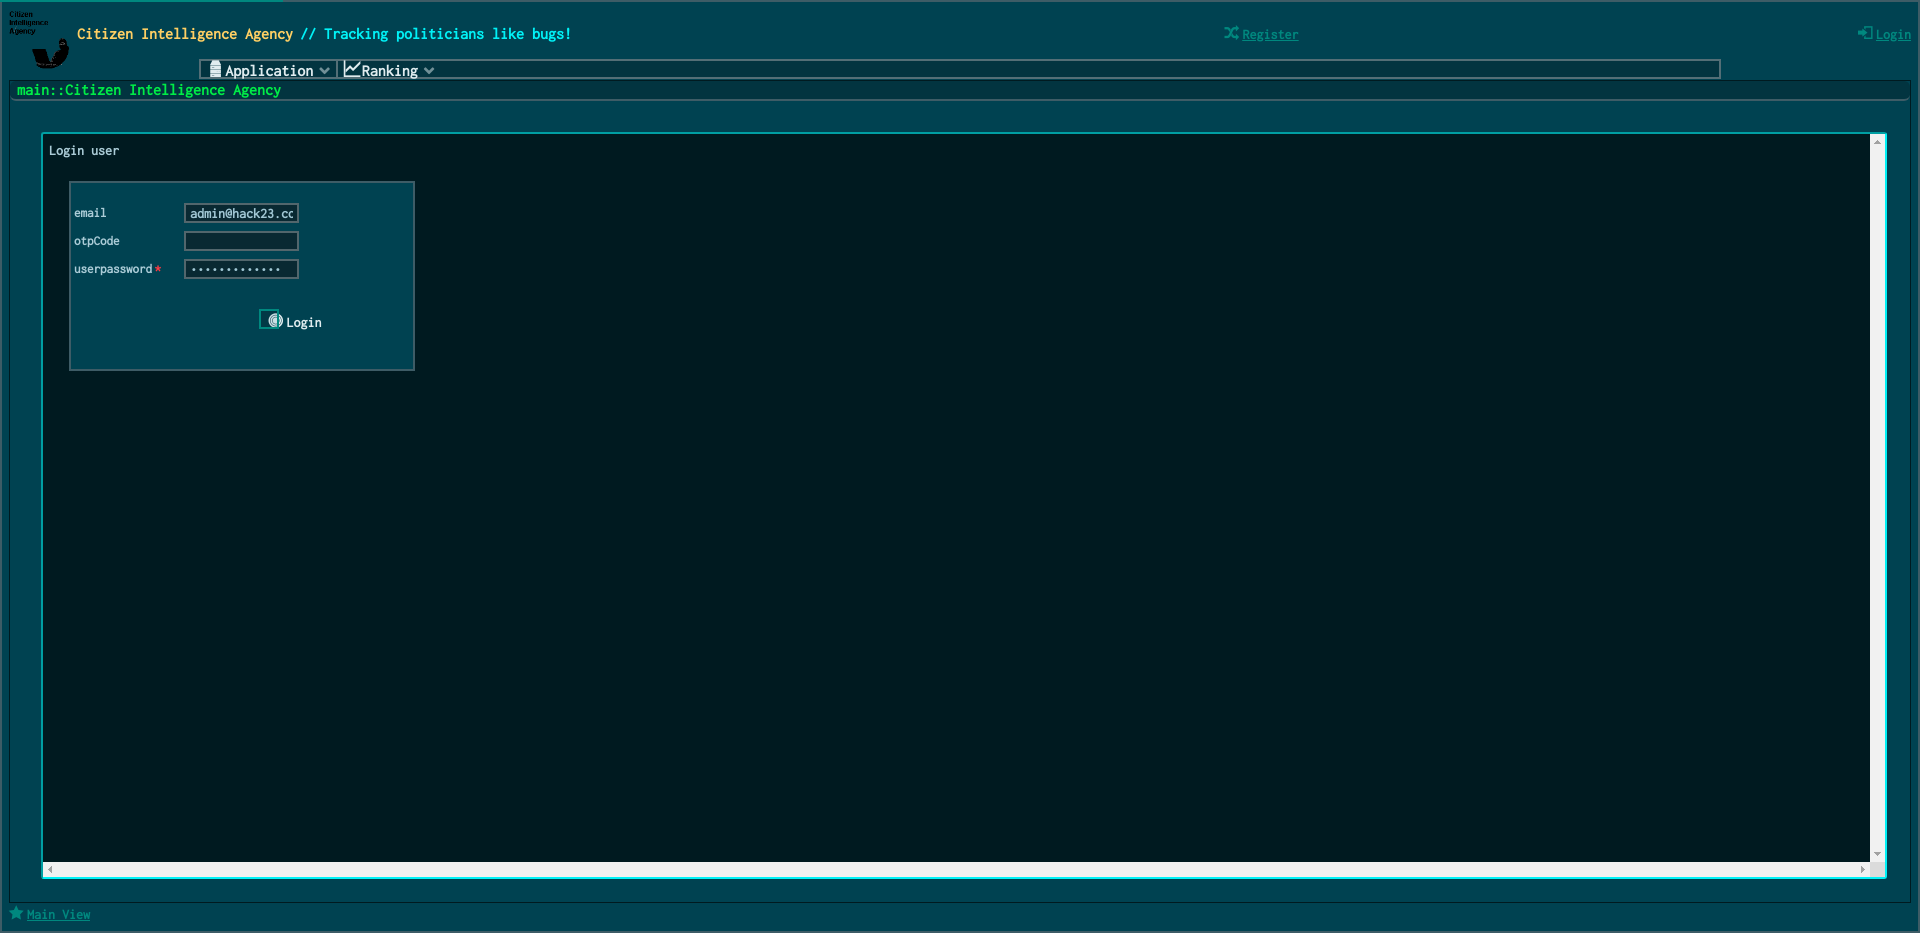 Citizen
Intelligence
Agency
Citizen Intelligence Agency // Tracking politicians like bugs!
Register
Login
Application
Ranking
main::Citizen Intelligence Agency
Login user
email
admin@hack23.co
otpCode
userpassword*
•••••••••••••
Login
Main View